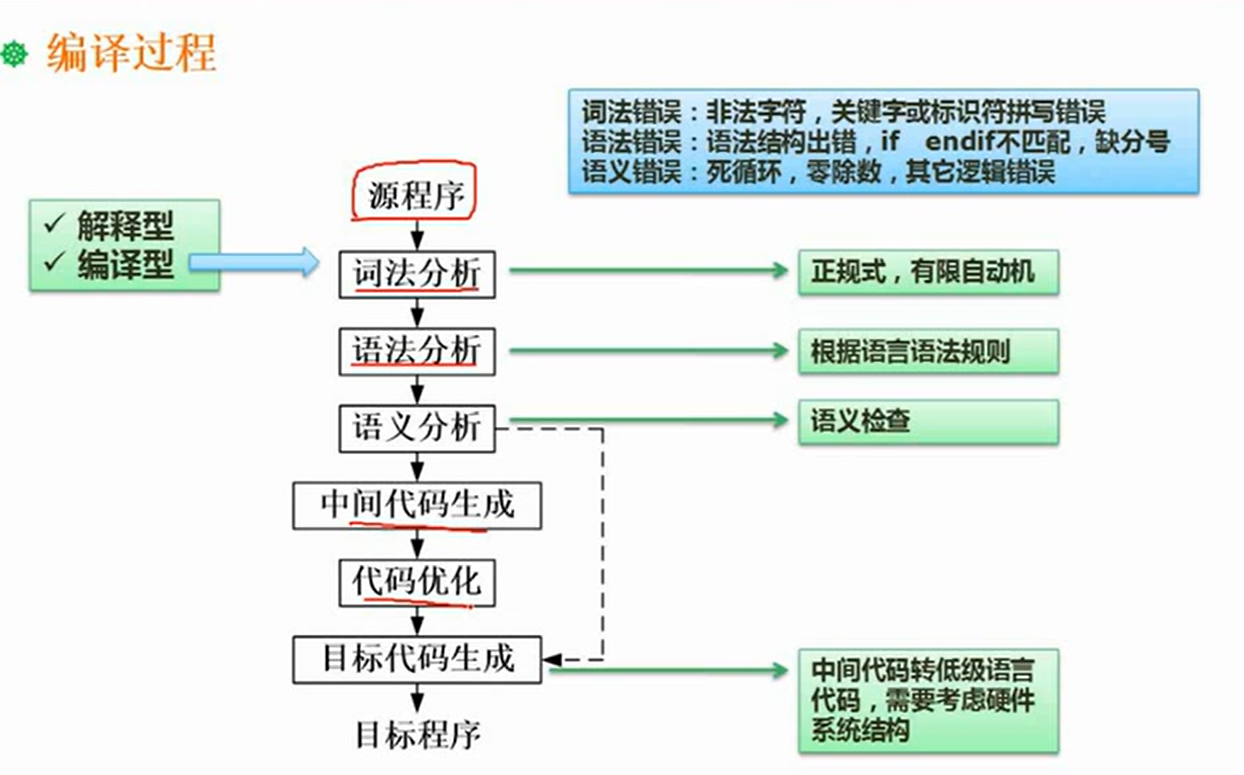 编译过程
词法错误：非法字符，关键字或标识符拼写错误
语法错误：语法结构出错，if endif不匹配，缺分号
语义错误：死循环，零除数，其它逻辑错误
源程序
✓ 解释型
✓ 编译型
词法分析
正规式，有限自动机
语法分析
根据语言语法规则
语义分析
语义检查
中间代码生成
代码优化
目标代码生成
中间代码转低级语言
代码，需要考虑硬件
系统结构
目标程序